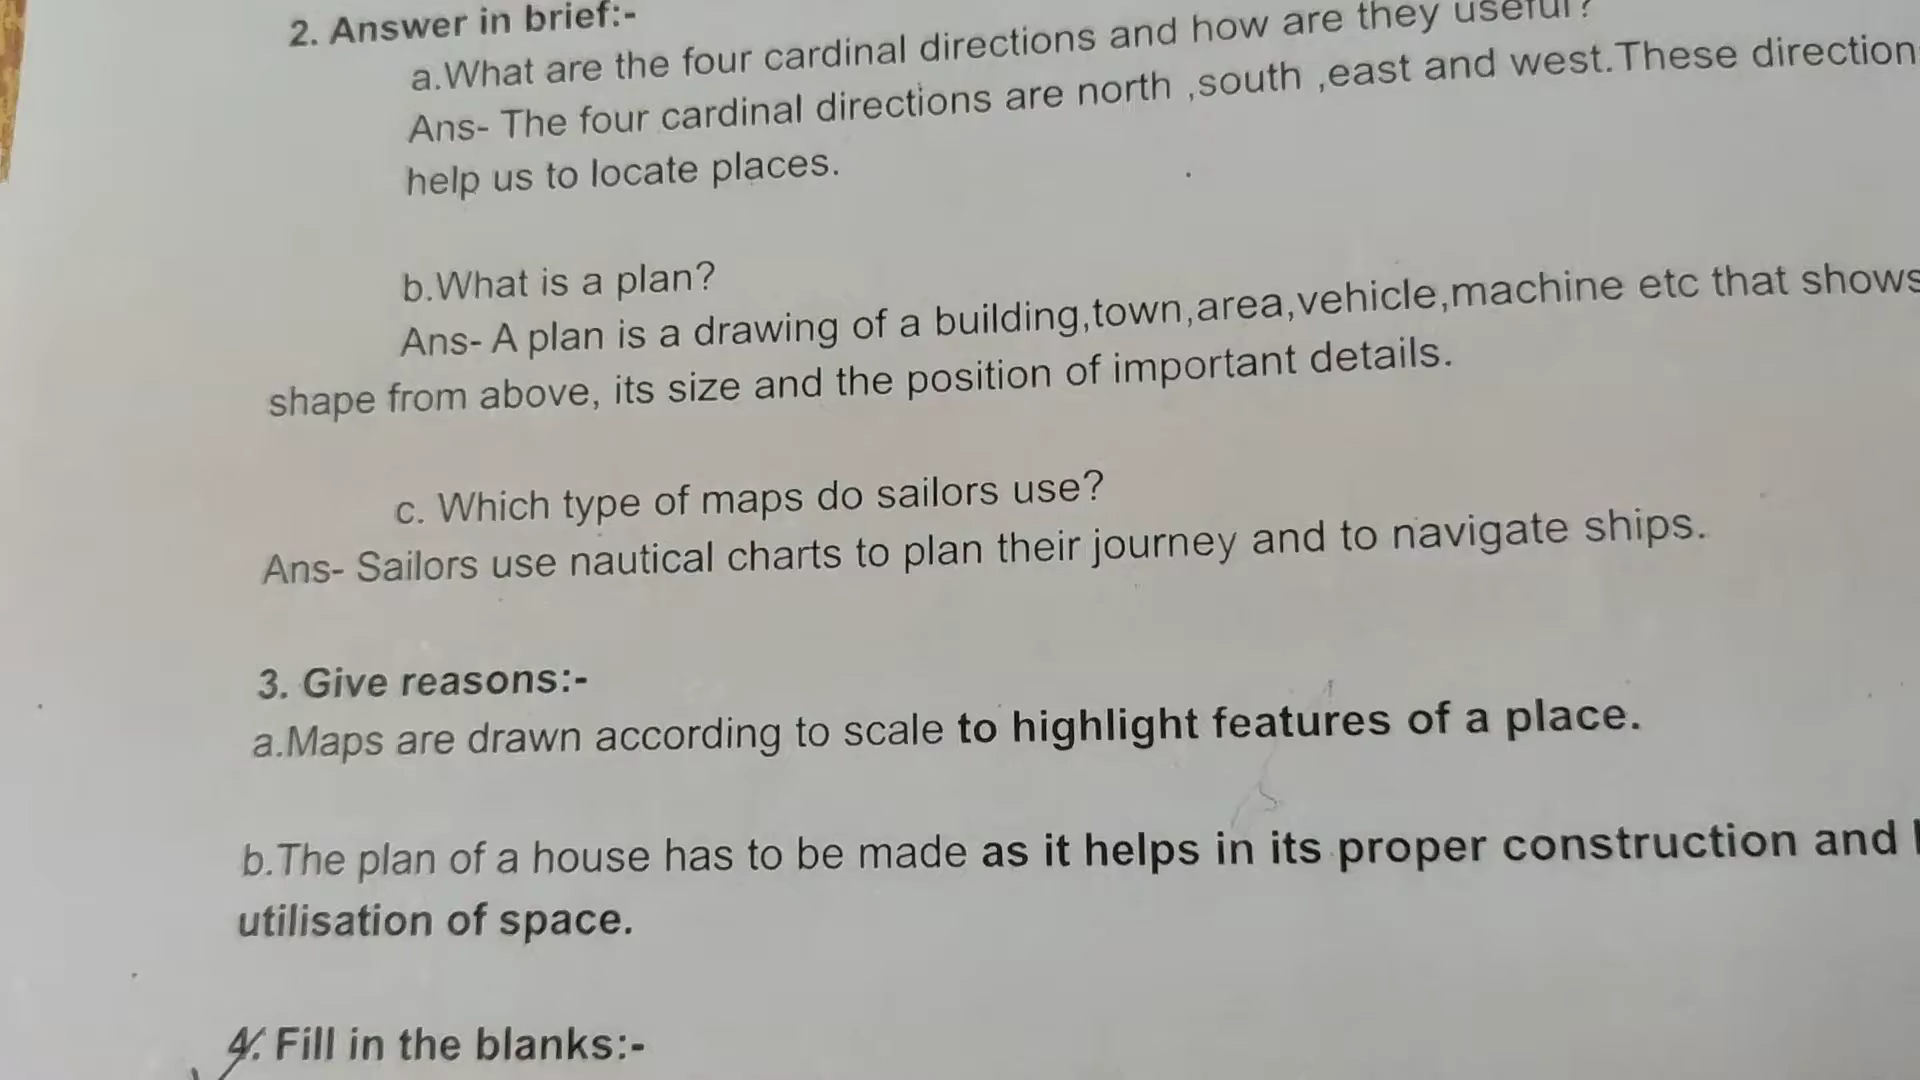 2. Answer in brief:-
a.What are the four cardinal directions and how are they useful?
Ans- The four cardinal directions are north ,south ,east and west.These direction
help us to locate places.
b.What is a plan?
Ans- A plan is a drawing of a building,town,area,vehicle,machine etc that shows
shape from above, its size and the position of important details.
c. Which type of maps do sailors use?
Ans- Sailors use nautical charts to plan their journey and to navigate ships.
3. Give reasons:-
a.Maps are drawn according to scale to highlight features of a place.
b.The plan of a house has to be made as it helps in its proper construction and
utilisation of space.
4. Fill in the blanks:-